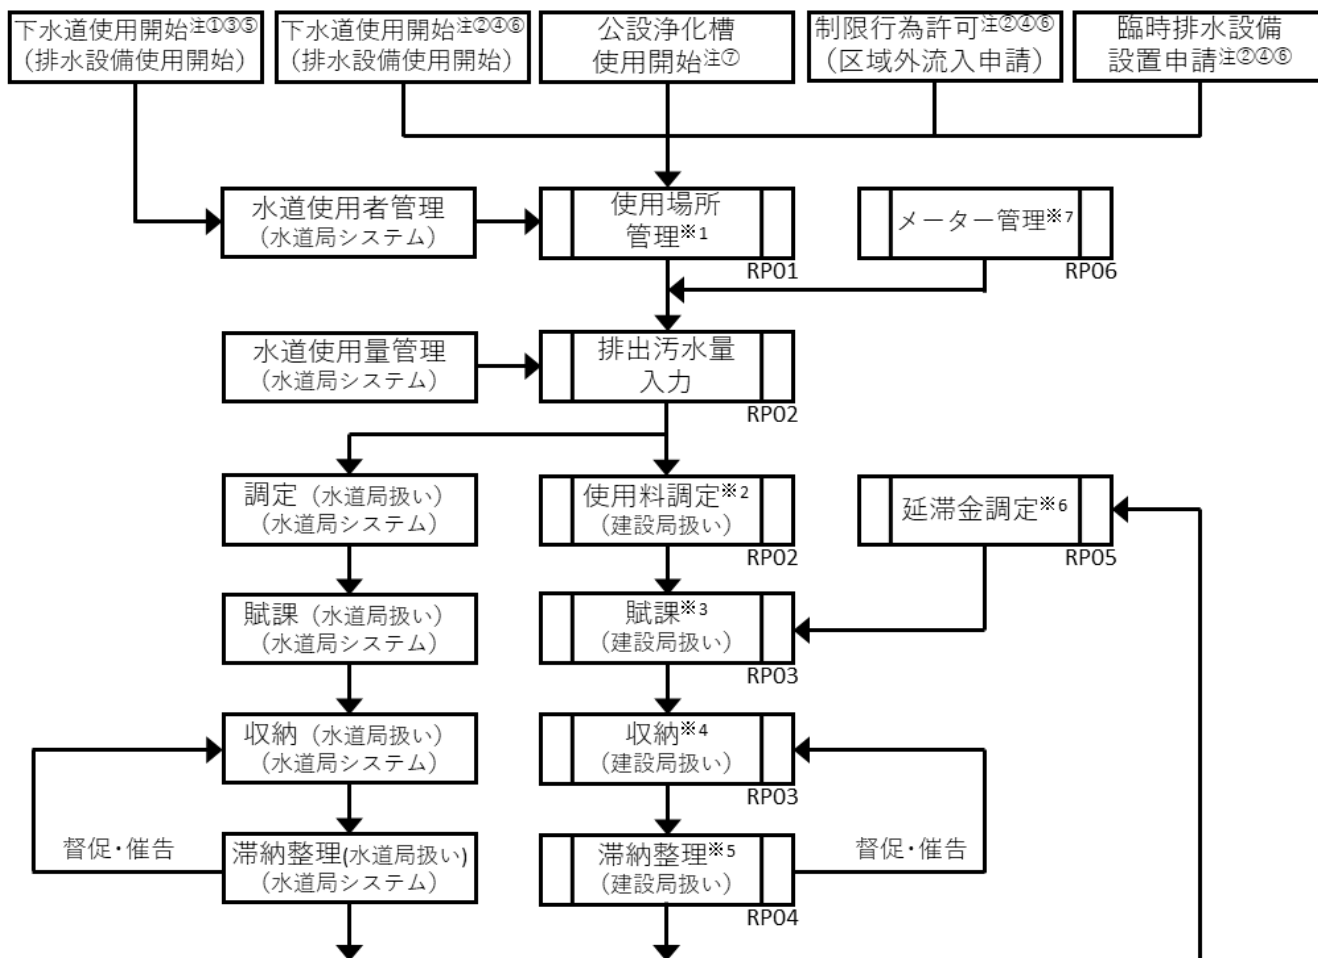 下水道使用開始注①③⑤
(排水設備使用開始)
下水道使用開始注②④⑥
(排水設備使用開始)
公設浄化槽
使用開始注⑦
制限行為許可注②④⑥
（区域外流入申請）
臨時排水設備
設置申請注②④⑥
水道使用者管理
（水道局システム）
使用場所
管理※1
RP01
メーター管理※7
RP06
水道使用量管理
（水道局システム）
排出汚水量
入力
RP02
調定（水道局扱い）
（水道局システム）
使用料調定※2
（建設局扱い）
RP02
延滞金調定※6
RP05
賦課（水道局扱い）
（水道局システム）
賦課※3
（建設局扱い）
RP03
収納（水道局扱い）
（水道局システム）
収納※4
（建設局扱い）
RP03
督促・催告
滞納整理(水道局扱い)
（水道局システム）
滞納整理※5
（建設局扱い）
RP04
督促・催告